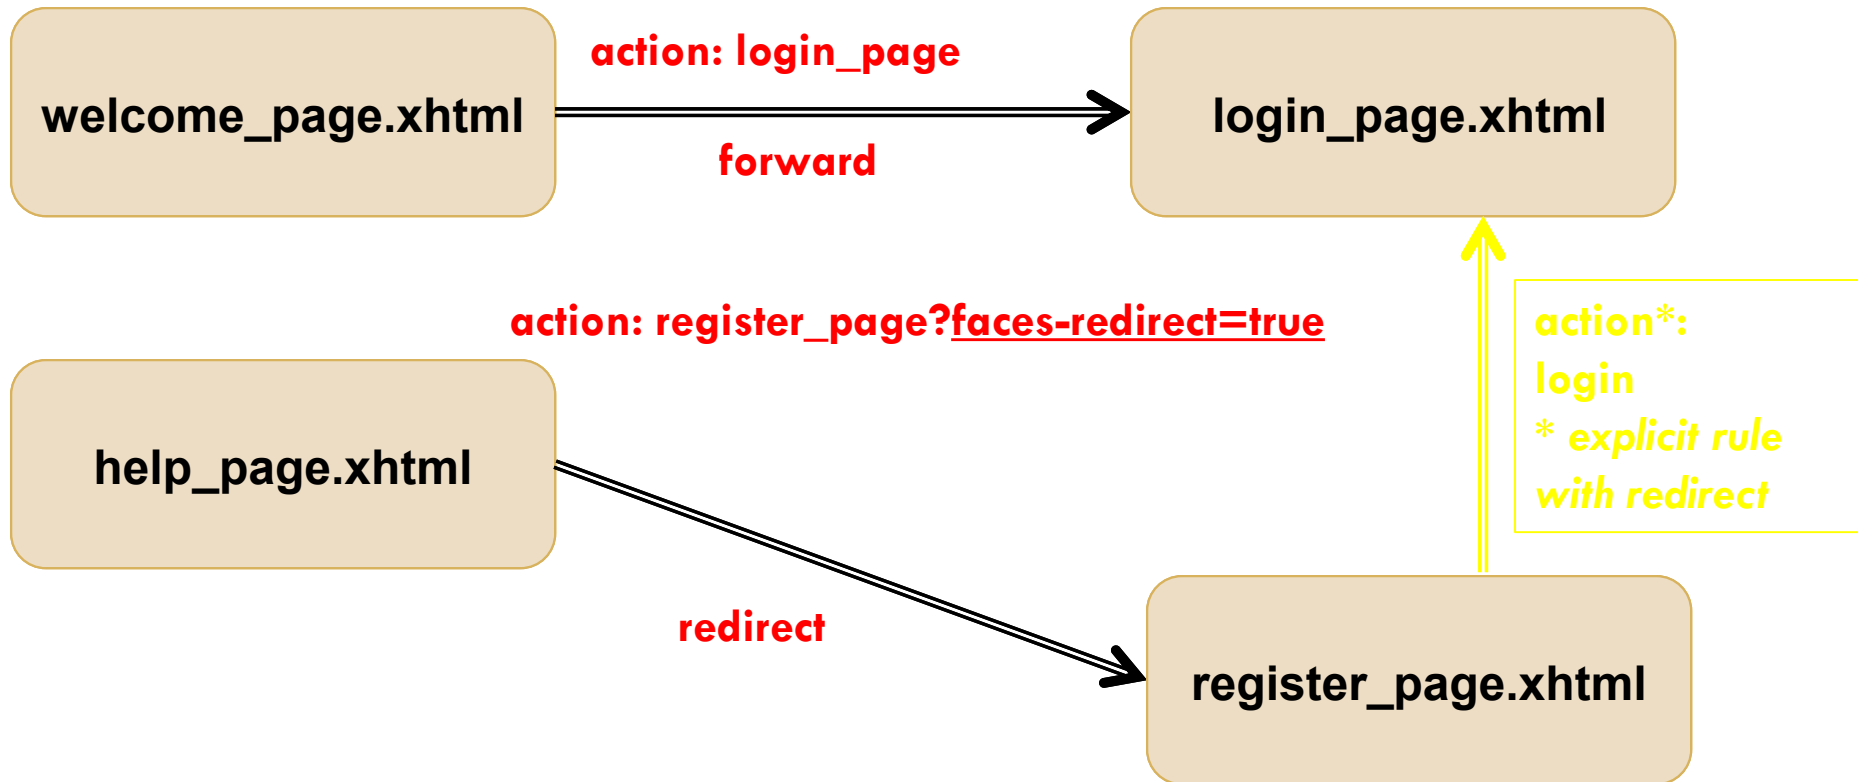 action: login_page
welcome_page.xhtml
login_page.xhtml
forward
action: register_page?faces-redirect=true
action*:
login
* explicit rule
with redirect
help_page.xhtml
redirect
register_page.xhtml